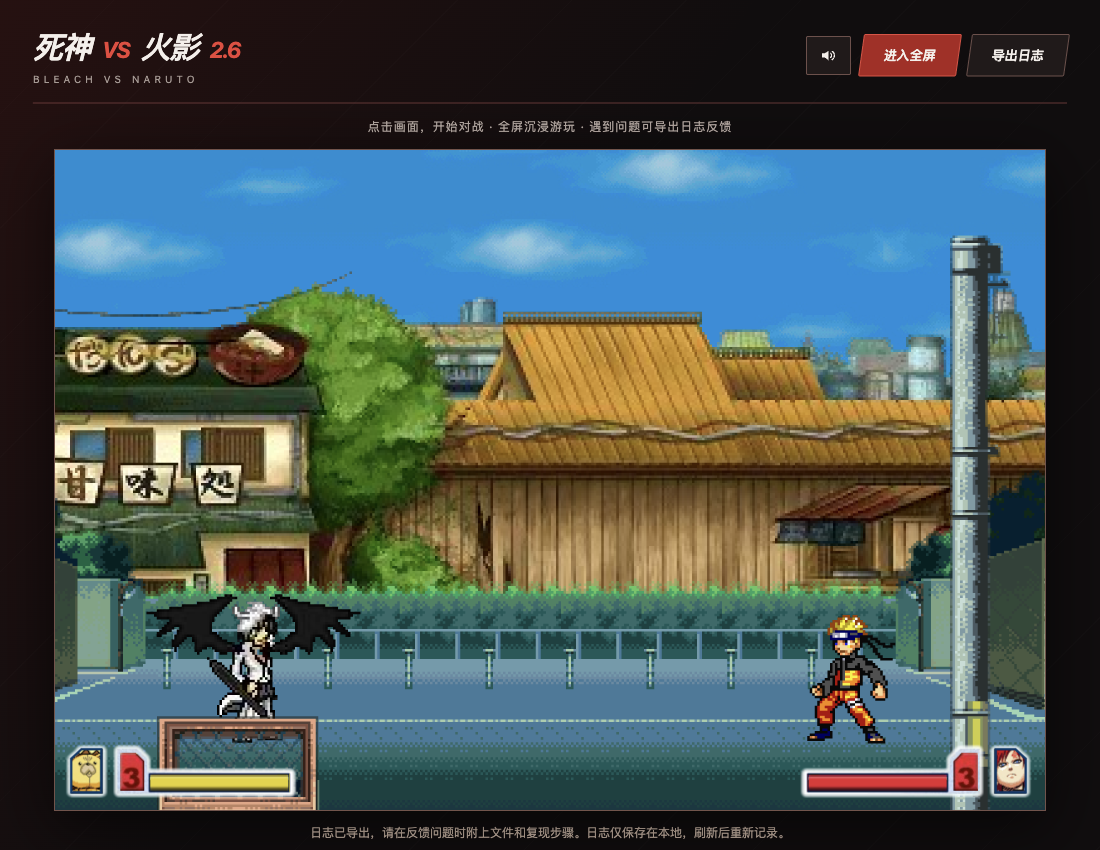 死神 VS 火影 2.6
BLEACH VS NARUTO
进入全屏
导出日志
点击画面，开始对战 · 全屏沉浸游玩 · 遇到问题可导出日志反馈
だんご
甘味処
3
3
日志已导出，请在反馈问题时附上文件和复现步骤。日志仅保存在本地，刷新后重新记录。